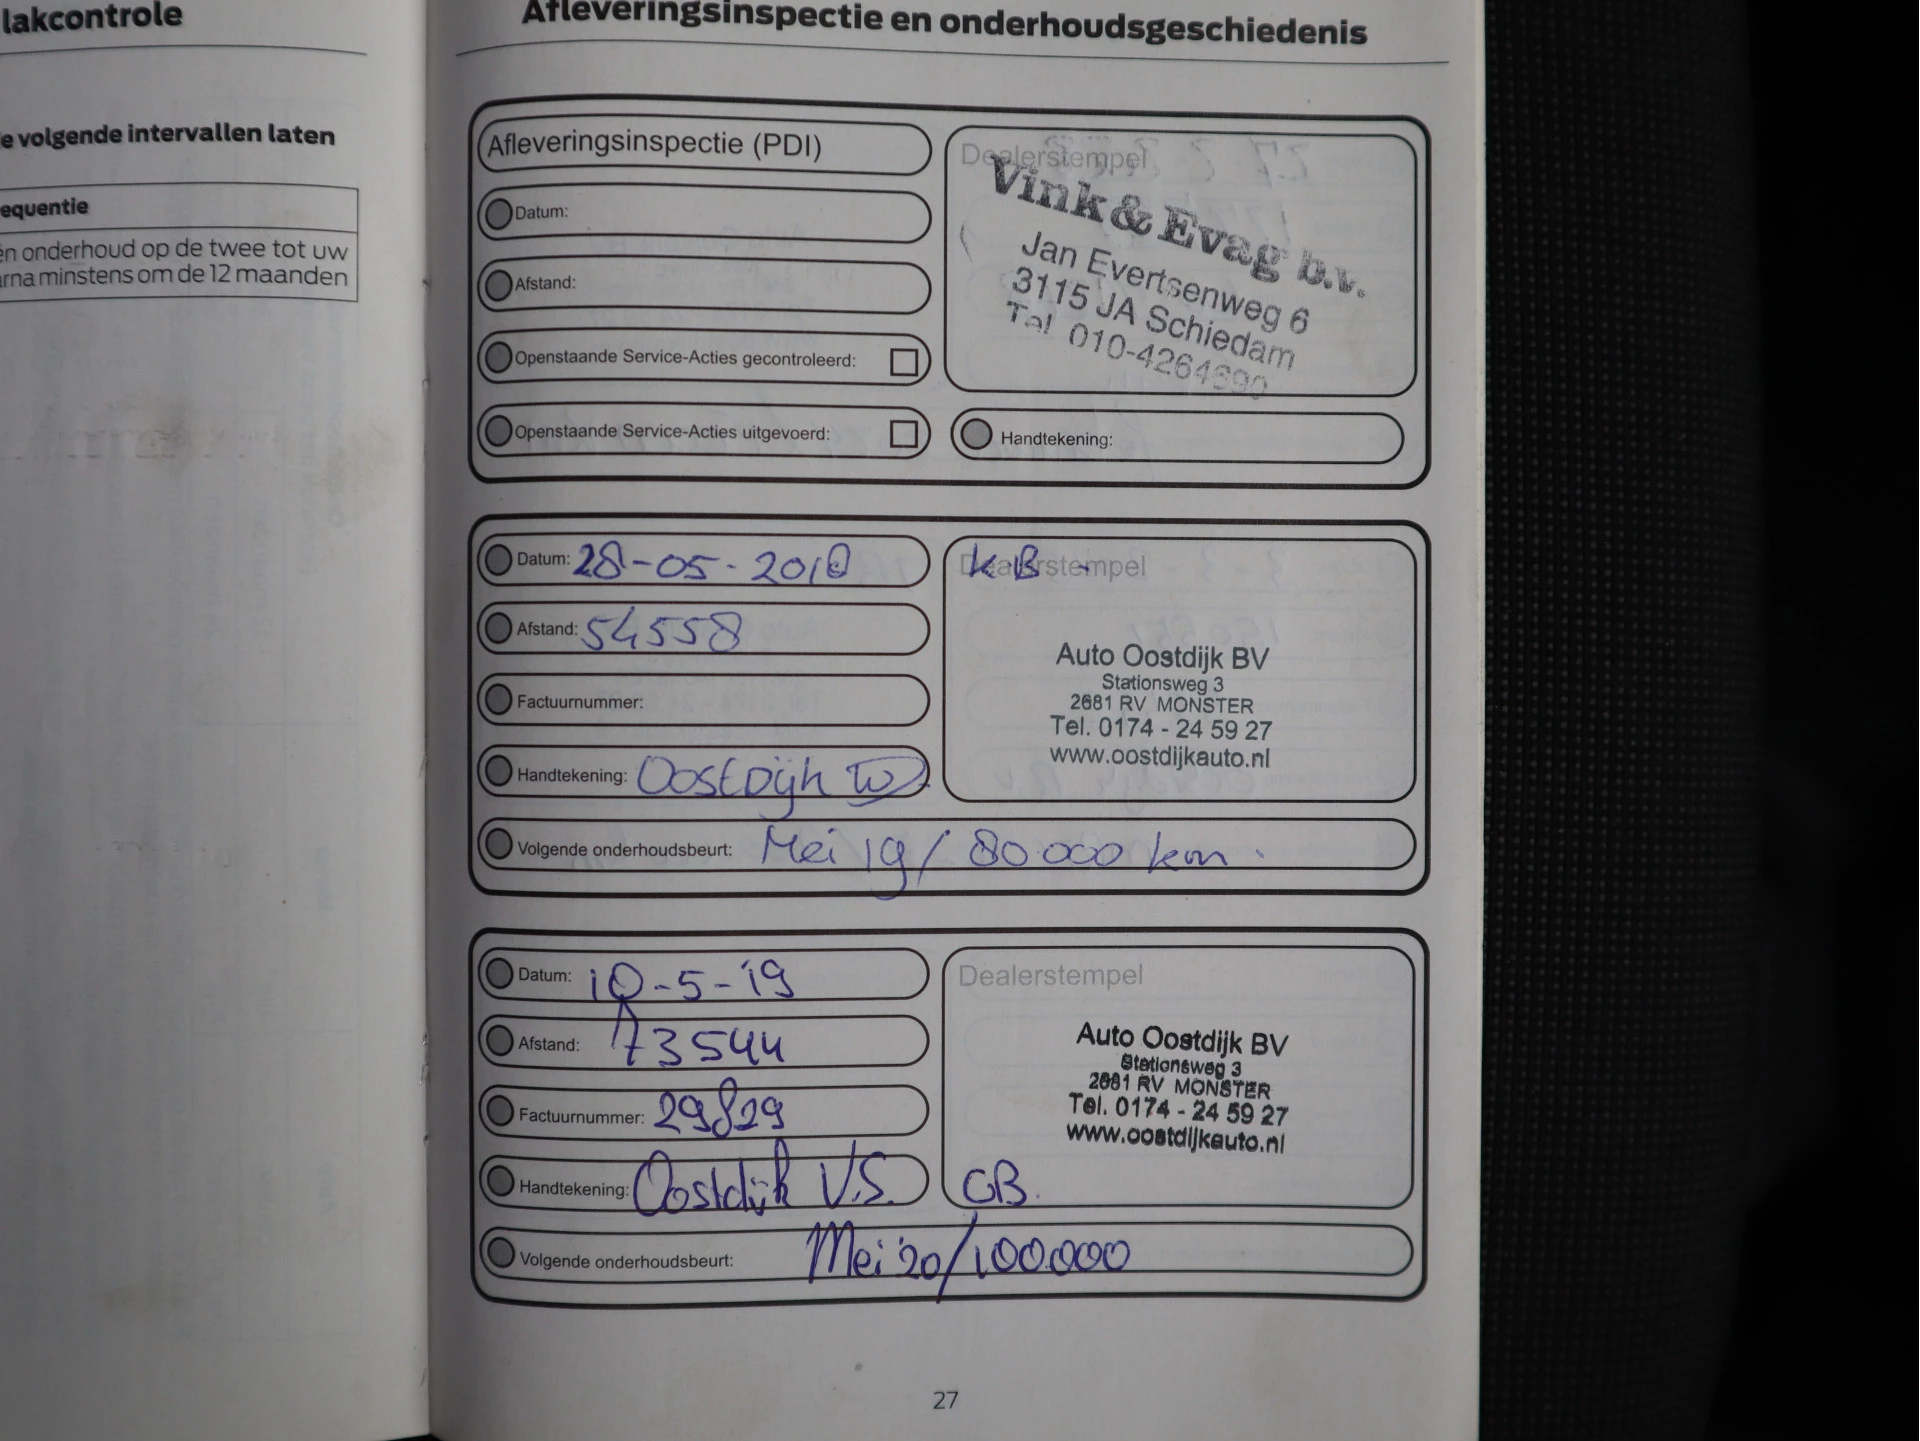 lakcontrole
e volgende intervallen laten
equentie
én onderhoud op de twee tot uw
arna minstens om de 12 maanden
Afleveringsinspectie en onderhoudsgeschiedenis
Afleveringsinspectie (PDI)
Datum:
Afstand:
Openstaande Service-Acties gecontroleerd:
Openstaande Service-Acties uitgevoerd:
Dealerstempel
Vink & Evag b.v.
Jan Evertsenweg 6
3115 JA Schiedam
Tel 010-4264690
Handtekening:
Datum: 28-05-2018
Afstand: 54558
Factuurnummer:
Handtekening: Oostdijk
Dealerstempel
K.B -
Auto Oostdijk BV
Stationsweg 3
2681 RV MONSTER
Tel. 0174 - 24 59 27
www.oostdijkauto.nl
Volgende onderhoudsbeurt: Mei 19 / 80.000 km.
Datum: 10-5-19
Afstand: 73544
Factuurnummer: 29829
Handtekening: Oostdijk V.S.
Dealerstempel
Auto Oostdijk BV
Stationsweg 3
2681 RV MONSTER
Tel. 0174 - 24 59 27
www.oostdijkauto.nl
GB.
Volgende onderhoudsbeurt: Mei '20/100.000
27